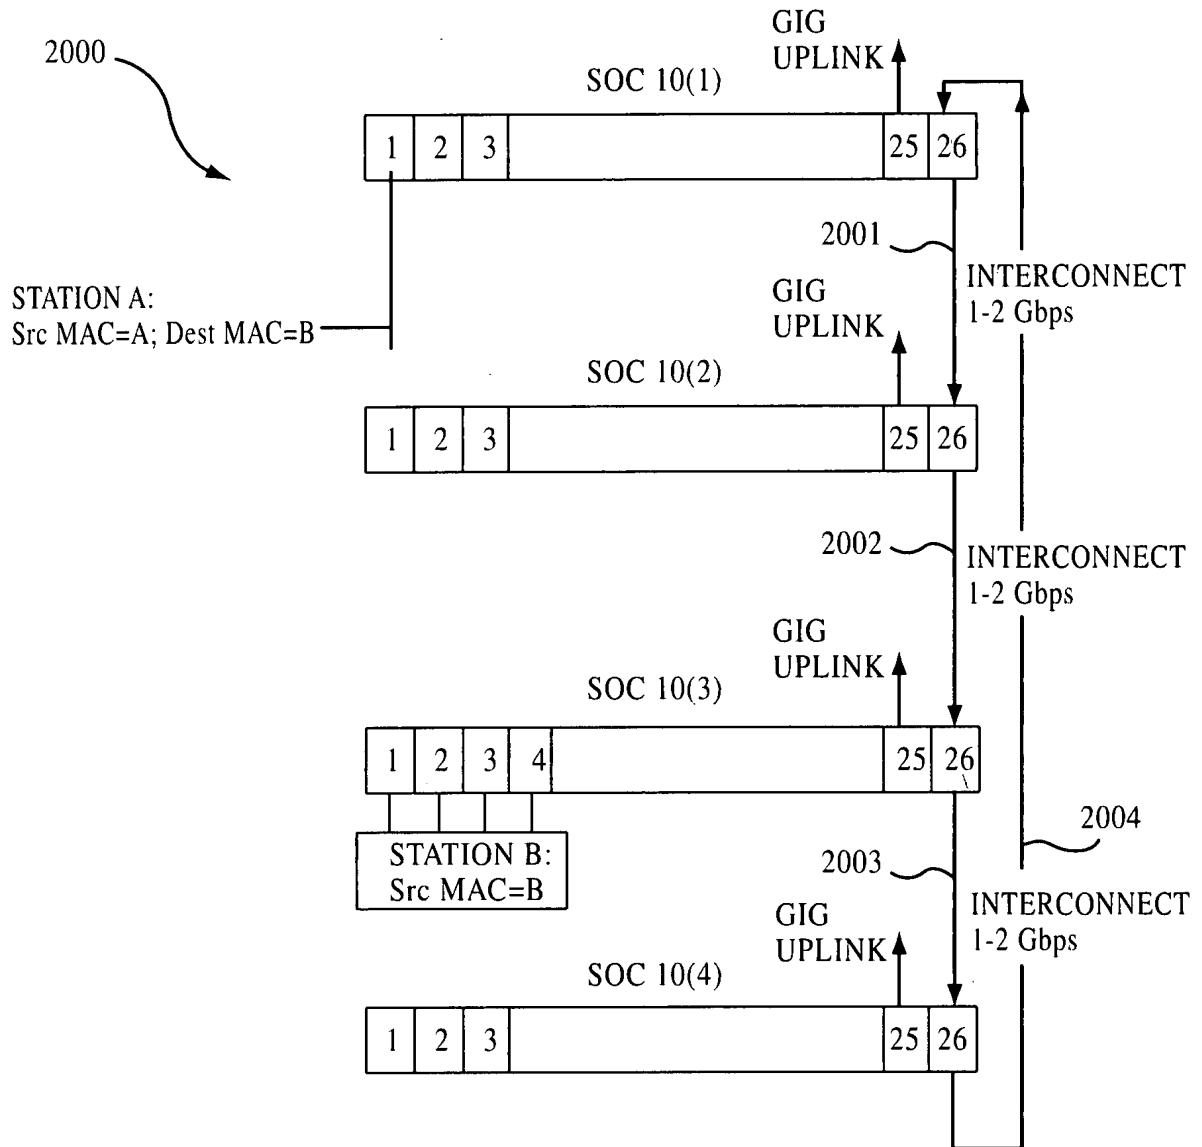 2000
GIG
UPLINK
SOC 10(1)
1 2 3 25 26
2001
INTERCONNECT
1-2 Gbps
STATION A:
Src MAC=A; Dest MAC=B
GIG
UPLINK
SOC 10(2)
1 2 3 25 26
2002
INTERCONNECT
1-2 Gbps
GIG
UPLINK
SOC 10(3)
1 2 3 4 25 26
2004
STATION B:
Src MAC=B
2003
INTERCONNECT
1-2 Gbps
GIG
UPLINK
SOC 10(4)
1 2 3 25 26